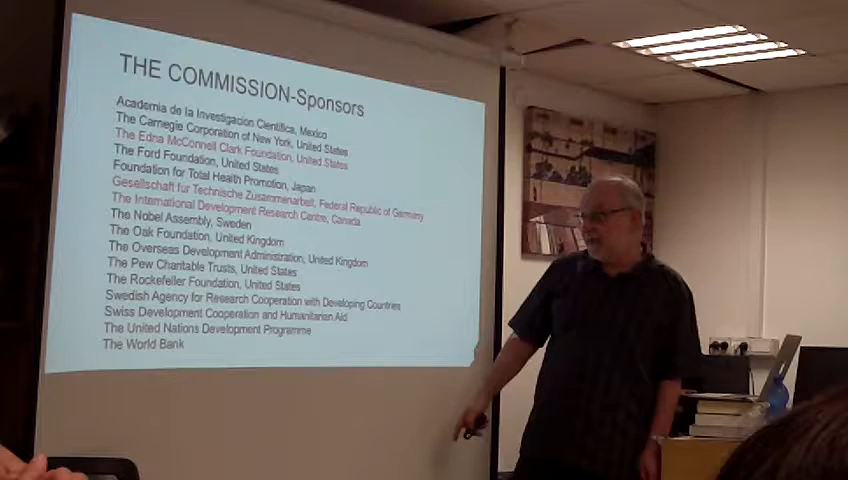 THE COMMISSION-Sponsors
Academia de la Investigacion Cientifica, Mexico
The Carnegie Corporation of New York, United States
The Edna McConnell Clark Foundation, United States
The Ford Foundation, United States
Foundation for Total Health Promotion, Japan
Gesellschaft fur Technische Zusammenarbeit, Federal Republic of Germany
The International Development Research Centre, Canada
The Nobel Assembly, Sweden
The Oak Foundation, United Kingdom
The Overseas Development Administration, United Kingdom
The Pew Charitable Trusts, United States
The Rockefeller Foundation, United States
Swedish Agency for Research Cooperation with Developing Countries
Swiss Development Cooperation and Humanitarian Aid
The United Nations Development Programme
The World Bank